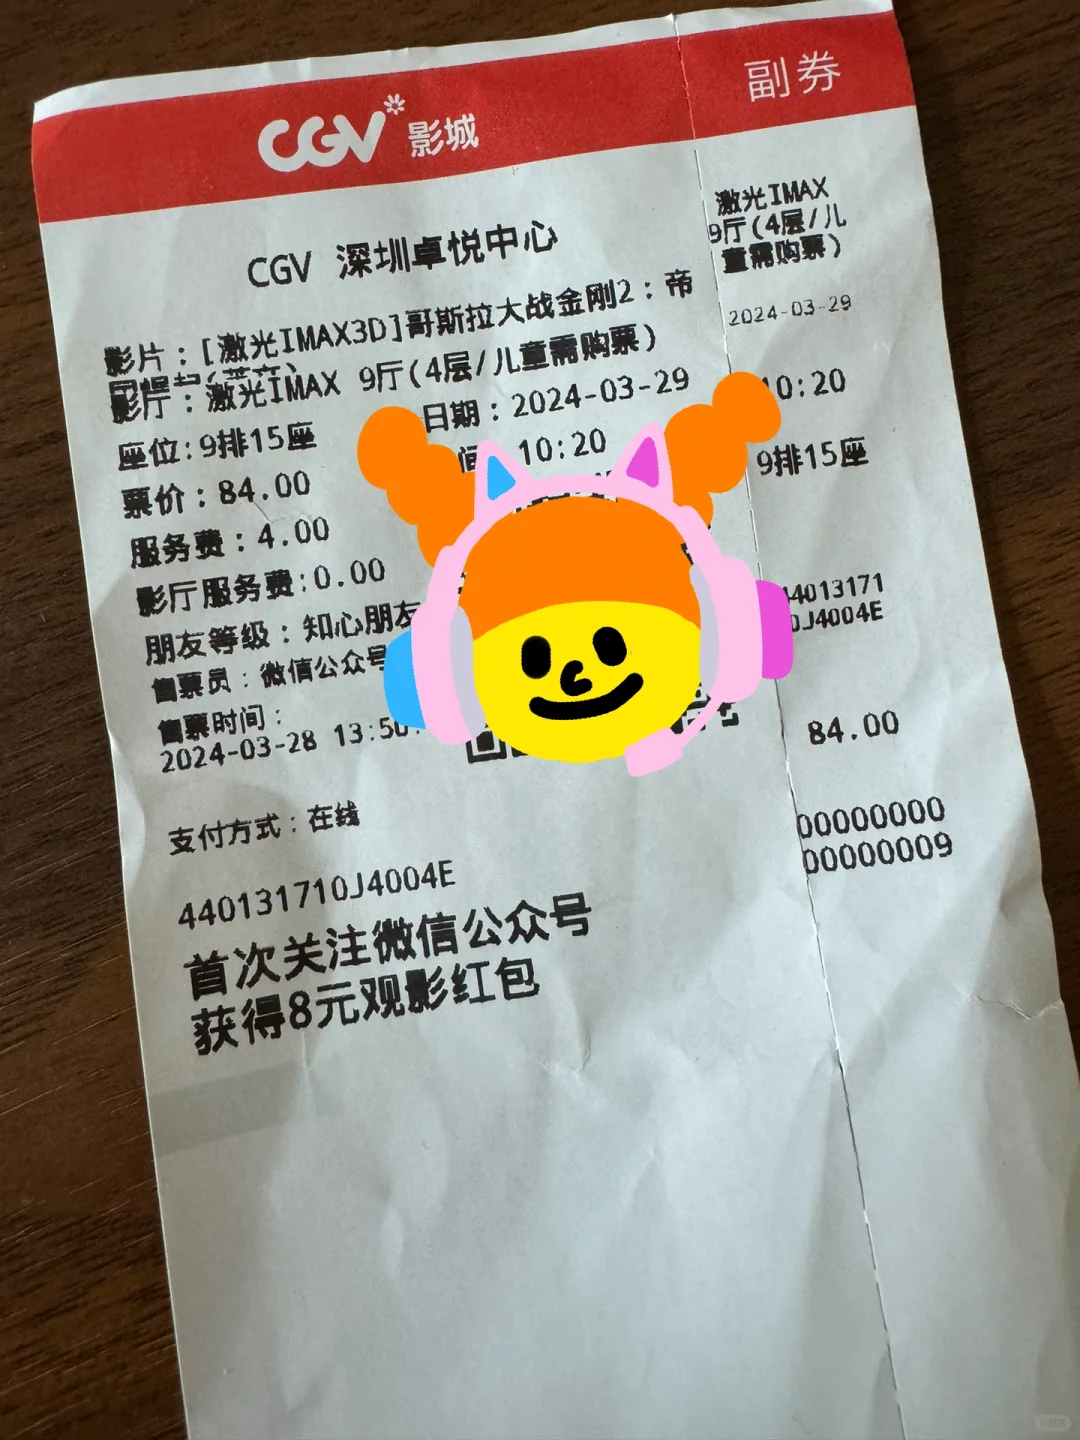 CGV影城
副券
CGV 深圳卓悦中心
影片：[激光IMAX3D]哥斯拉大战金刚2：帝
影厅：激光IMAX 9厅(4层/儿童需购票)
座位:9排15座
日期：2024-03-29
票价：84.00
间 10:20
服务费：4.00
影厅服务费:0.00
朋友等级：知心朋友
售票员：微信公众号
售票时间：
2024-03-28 13:50
支付方式：在线
440131710J4004E
首次关注微信公众号
获得8元观影红包
激光IMAX
9厅(4层/儿
童需购票)
2024-03-29
10:20
9排15座
44013171
0J4004E
84.00
00000000
00000009